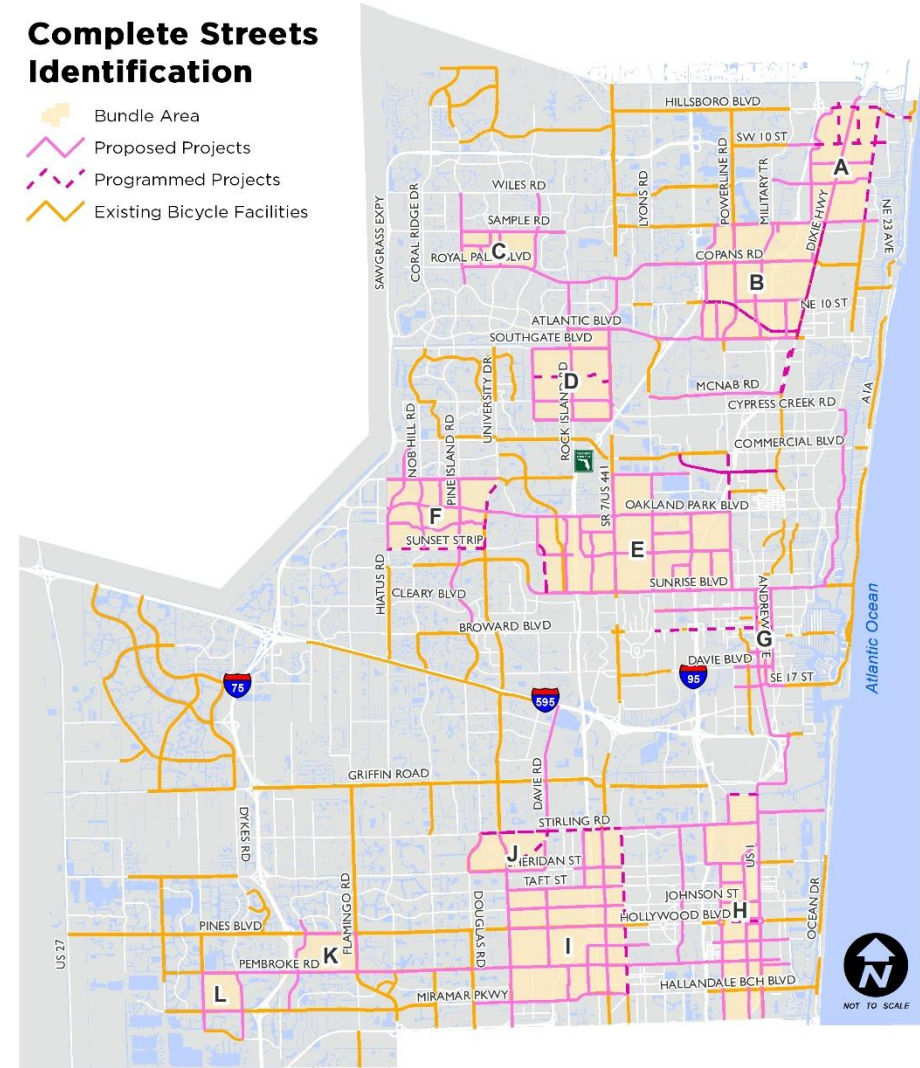 Complete Streets
Identification
Bundle Area
Proposed Projects
Programmed Projects
Existing Bicycle Facilities
HILLSBORO BLVD
SW 10 ST
A
WILES RD
SAMPLE RD
C
ROYAL PAL BLVD
LYONS RD
POWERLINE RD
MILITARY TR
DIXIE HWY
NE 23 AVE
SAWGRASS EXPY
CORAL RIDGE DR
COPANS RD
B
NE 10 ST
ATLANTIC BLVD
SOUTHGATE BLVD
D
ROCK ISLAND RD
UNIVERSITY DR
MCNAB RD
A1A
CYPRESS CREEK RD
NOB HILL RD
PINE ISLAND RD
COMMERCIAL BLVD
SR 7/US 441
F
OAKLAND PARK BLVD
SUNSET STRIP
E
HIATUS RD
CLEARY BLVD
SUNRISE BLVD
ANDREW E
BROWARD BLVD
G
DAVIE BLVD
SE 17 ST
Atlantic Ocean
75
595
95
GRIFFIN ROAD
DAVIE RD
DYKES RD
STIRLING RD
J
HERIDAN ST
TAFT ST
US 1
FLAMINGO RD
DOUGLAS RD
JOHNSON ST
HOLLYWOOD BLVD
H
OCEAN DR
PINES BLVD
US 27
K
PEMBROKE RD
I
L
MIRAMAR PKWY
HALLANDALE BCH BLVD
N
NOT TO SCALE